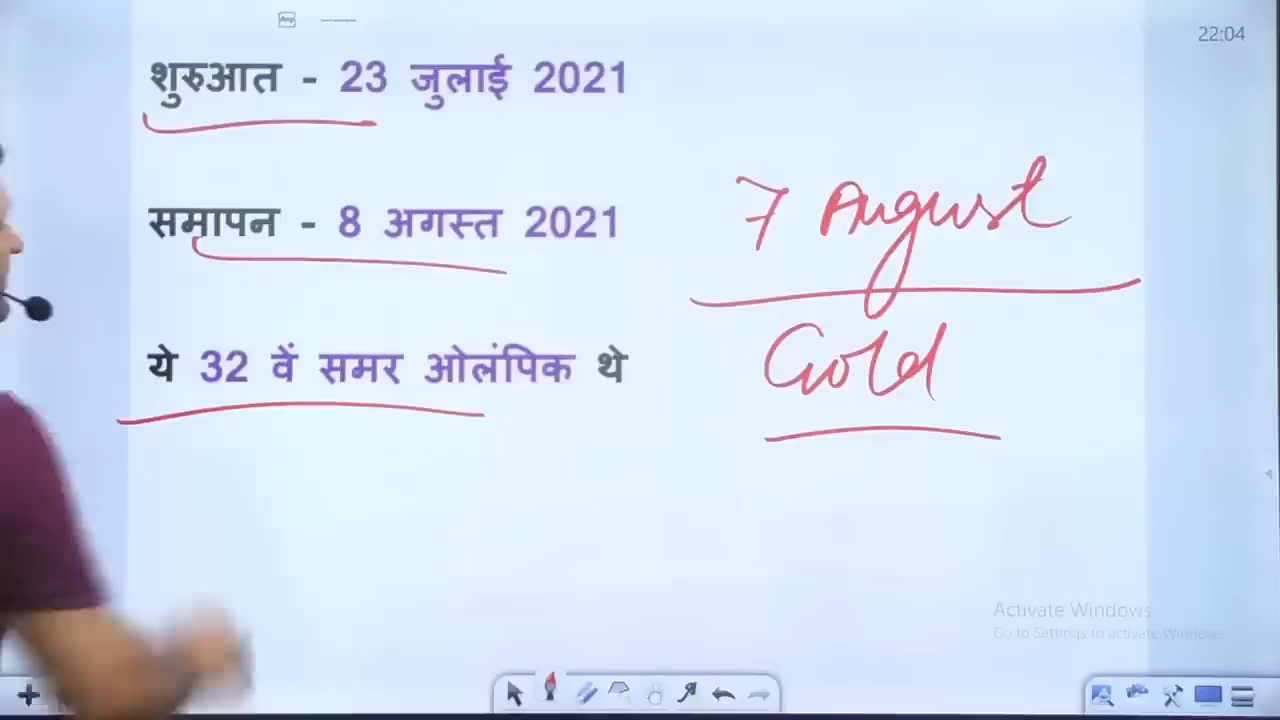 22:04
शुरुआत - 23 जुलाई 2021
समापन - 8 अगस्त 2021
ये 32 वें समर ओलंपिक थे
7 August
Gold
Activate Windows
Go to Settings to activate Windows.